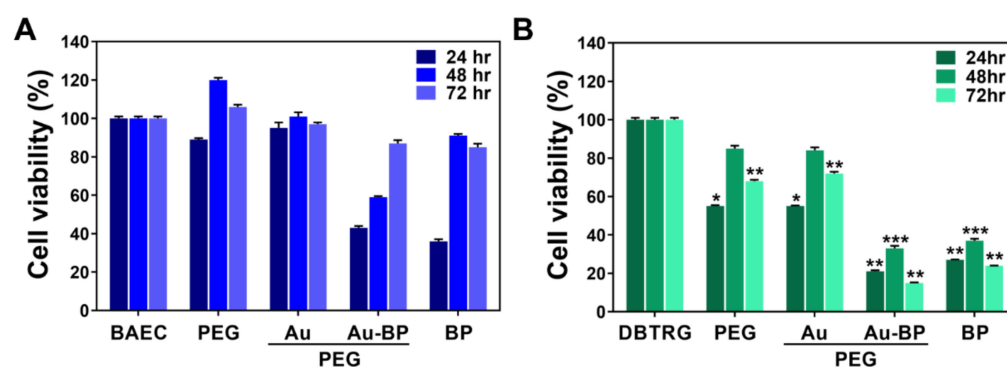 A
Cell viability (%)
140
120
100
80
60
40
20
0
24 hr
48 hr
72 hr
BAEC PEG Au Au-BP BP
PEG
B
Cell viability (%)
140
120
100
80
60
40
20
0
24hr
48hr
72hr
* ** * ** ** *** ** ** *** **
DBTRG PEG Au Au-BP BP
PEG